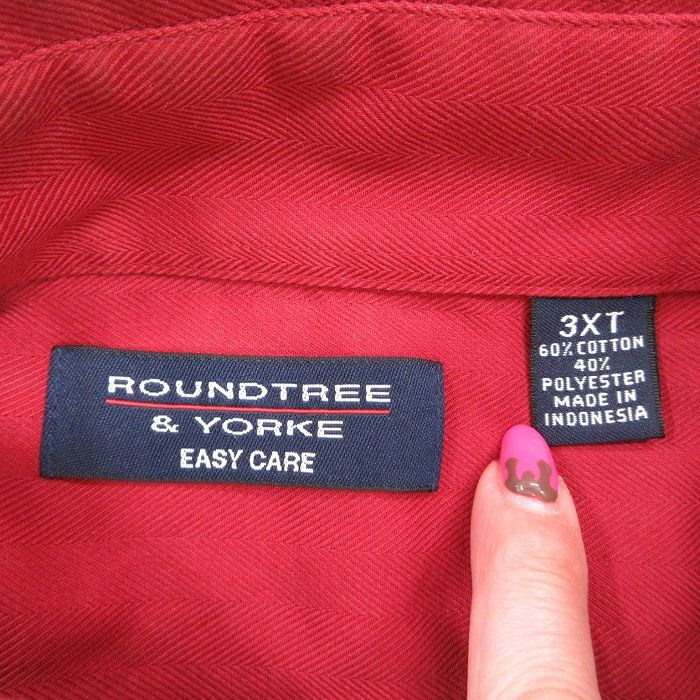 ROUNDTREE
& YORKE
EASY CARE
3XT
60% COTTON
40%
POLYESTER
MADE IN
INDONESIA